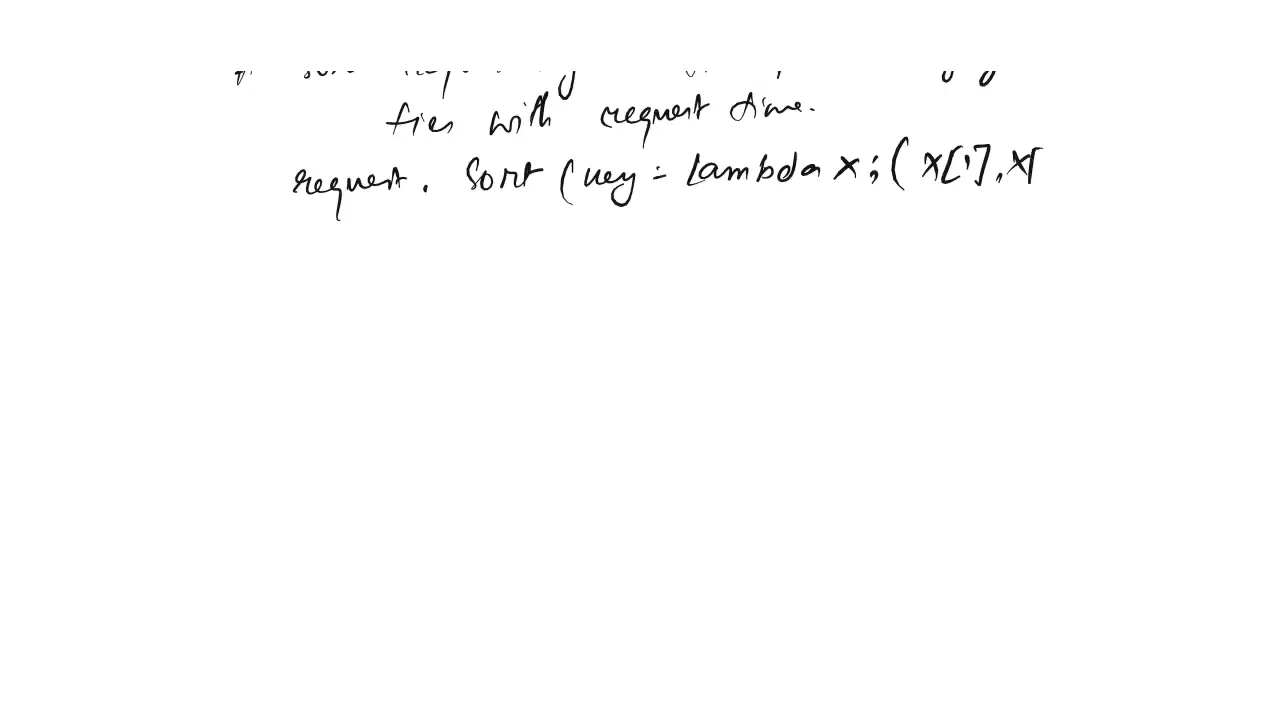 ties with request time.
request. Sort (key = Lambda x; ( x[1], x[